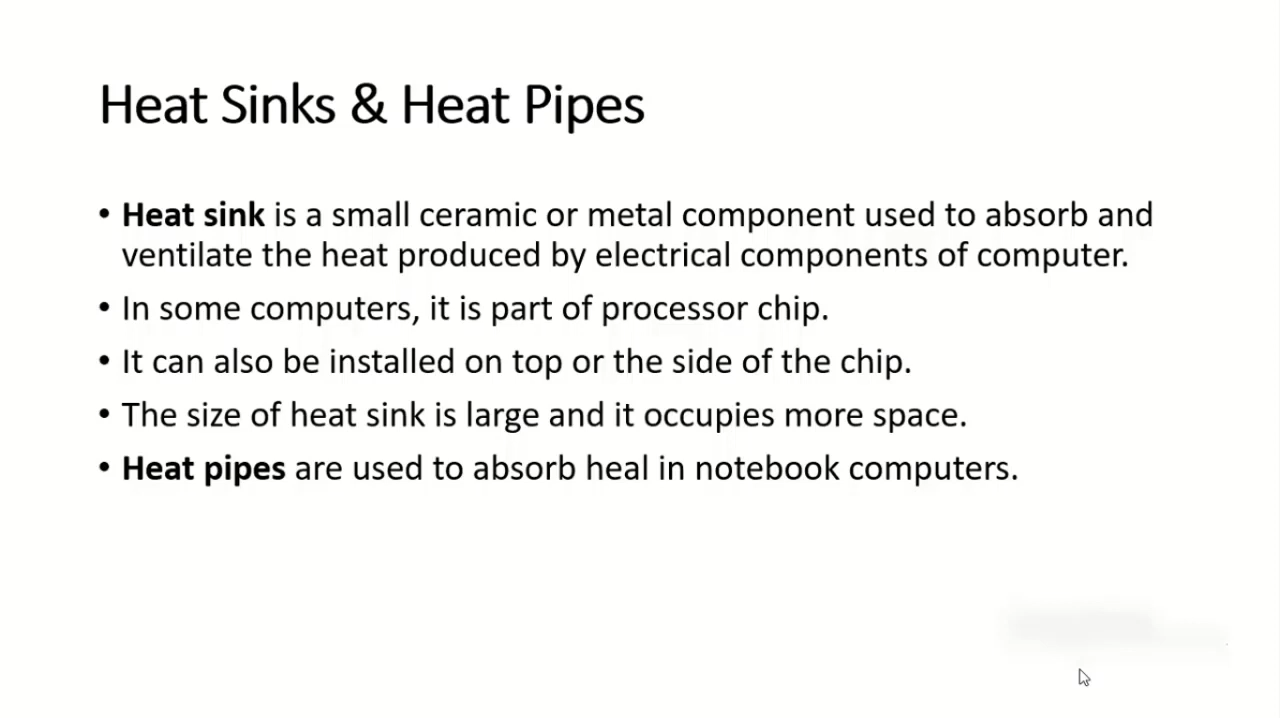 Heat Sinks & Heat Pipes
• Heat sink is a small ceramic or metal component used to absorb and
ventilate the heat produced by electrical components of computer.
• In some computers, it is part of processor chip.
• It can also be installed on top or the side of the chip.
• The size of heat sink is large and it occupies more space.
• Heat pipes are used to absorb heal in notebook computers.